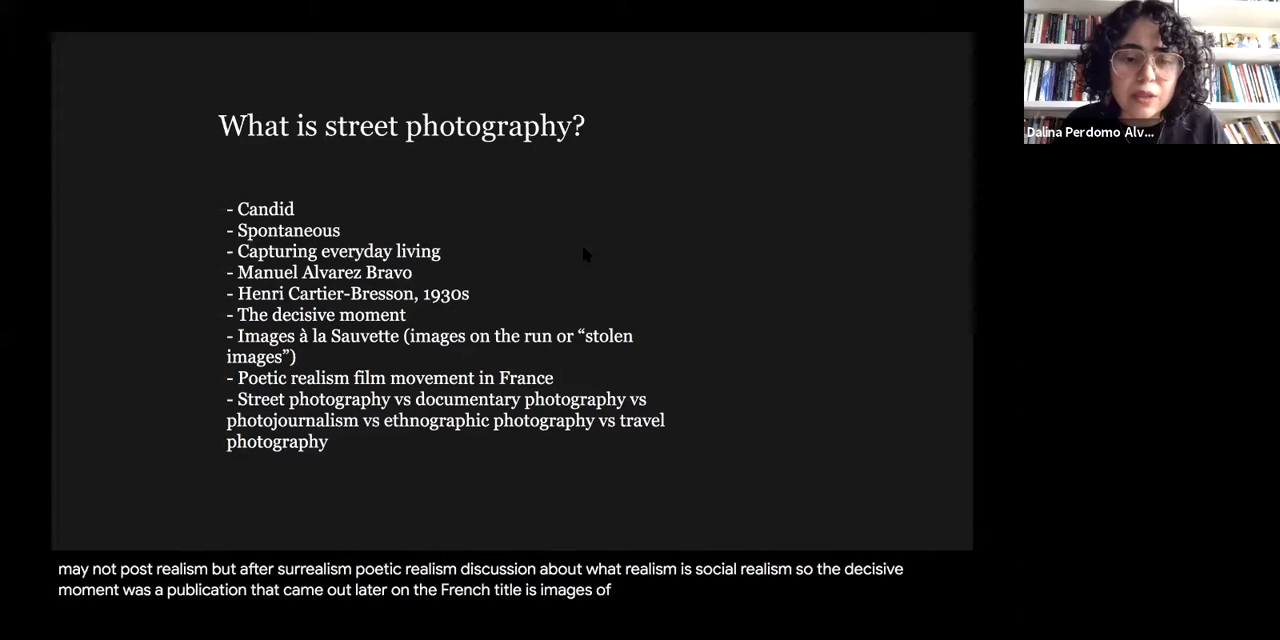 What is street photography?
- Candid
- Spontaneous
- Capturing everyday living
- Manuel Alvarez Bravo
- Henri Cartier-Bresson, 1930s
- The decisive moment
- Images à la Sauvette (images on the run or “stolen
images”)
- Poetic realism film movement in France
- Street photography vs documentary photography vs
photojournalism vs ethnographic photography vs travel
photography
Dalina Perdomo Alv...
may not post realism but after surrealism poetic realism discussion about what realism is social realism so the decisive
moment was a publication that came out later on the French title is images of